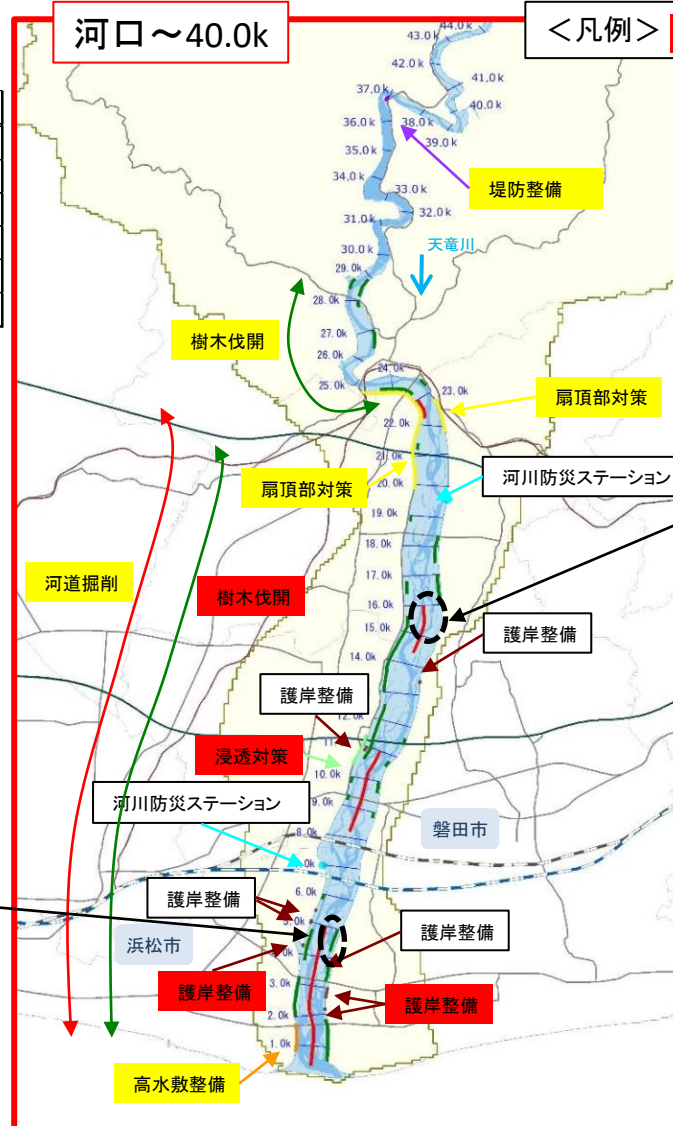 河口~40.0k
<凡例>
44.0k
43.0k
42.0k
41.0k
40.0k
37.0k
38.0k
39.0k
36.0k
35.0k
34.0k
堤防整備
33.0k
32.0k
31.0k
天竜川
30.0k
29.0k
28.0k
樹木伐開
27.0k
26.0k
25.0k
24.0k
23.0k
扇頂部対策
22.0k
21.0k
20.0k
扇頂部対策
河川防災ステーション
19.0k
18.0k
河道掘削
樹木伐開
17.0k
16.0k
15.0k
護岸整備
14.0k
護岸整備
12.0k
11
浸透対策
10.0k
河川防災ステーション
9.0k
8.0k
磐田市
0k
6.0k
護岸整備
5.0k
護岸整備
浜松市
0k
護岸整備
3.0k
護岸整備
2.0k
1.0k
高水敷整備